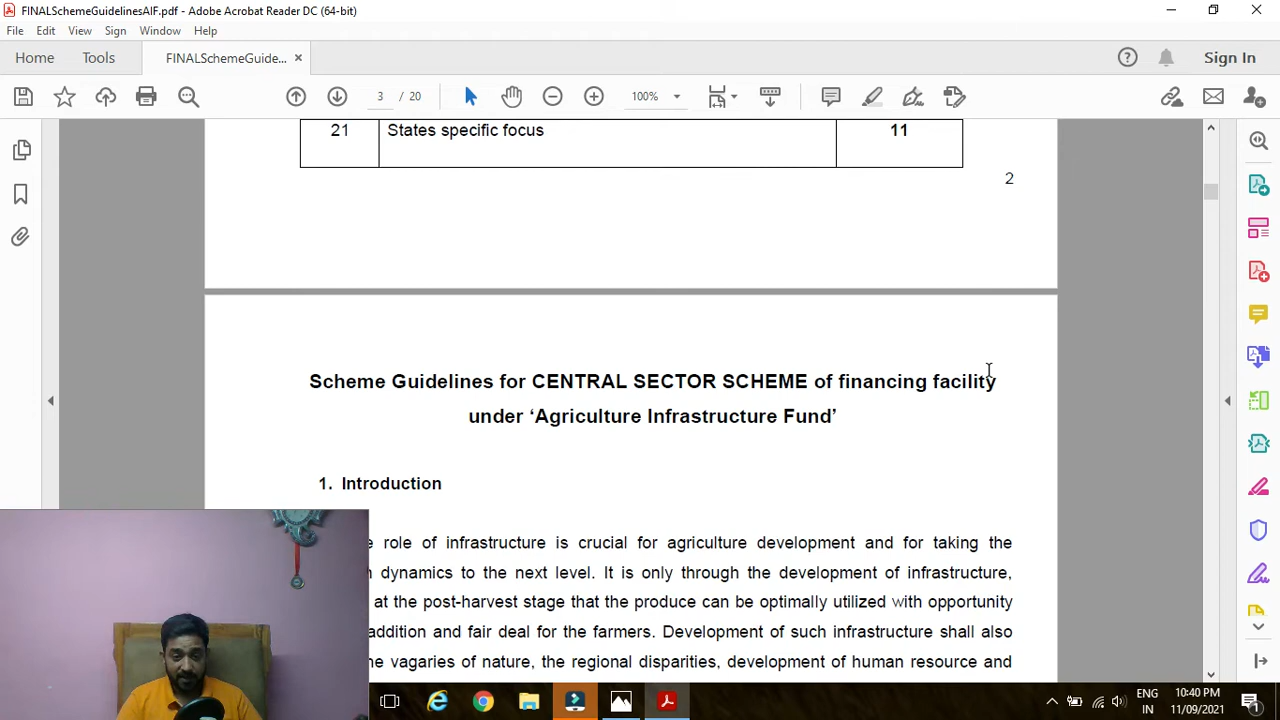 FINALSchemeGuidelinesAIF.pdf - Adobe Acrobat Reader DC (64-bit)
File Edit View Sign Window Help
Home Tools FINALSchemeGuide... ×
Sign In
3 / 20 100%
21 States specific focus 11
2
Scheme Guidelines for CENTRAL SECTOR SCHEME of financing facility
under ‘Agriculture Infrastructure Fund’
1. Introduction
role of infrastructure is crucial for agriculture development and for taking the
dynamics to the next level. It is only through the development of infrastructure,
at the post-harvest stage that the produce can be optimally utilized with opportunity
addition and fair deal for the farmers. Development of such infrastructure shall also
vagaries of nature, the regional disparities, development of human resource and
ENG 10:40 PM
IN 11/09/2021